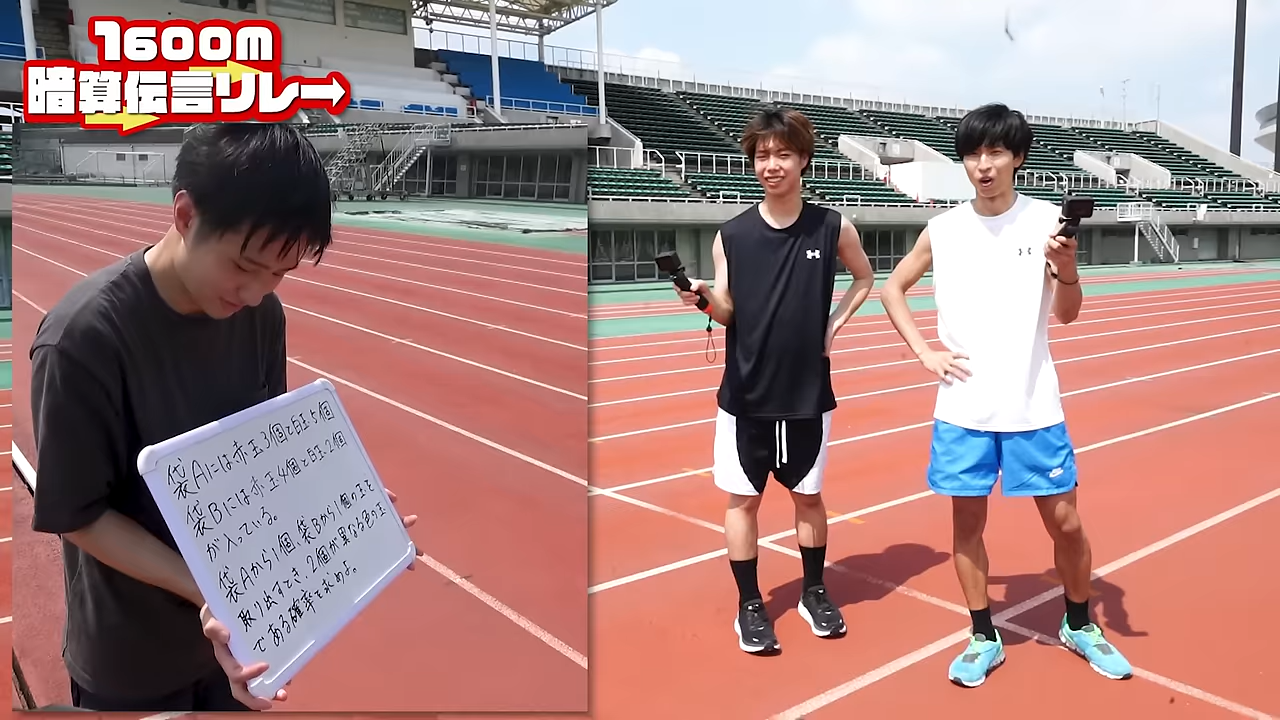 1600m
暗算伝言リレー
袋Aには赤玉3個と白玉5個
袋Bには赤玉4個と白玉2個
が入っている。
袋Aから1個、袋Bから1個の玉を
取り出すとき、2個が異なる色の玉
である確率を求めよ。